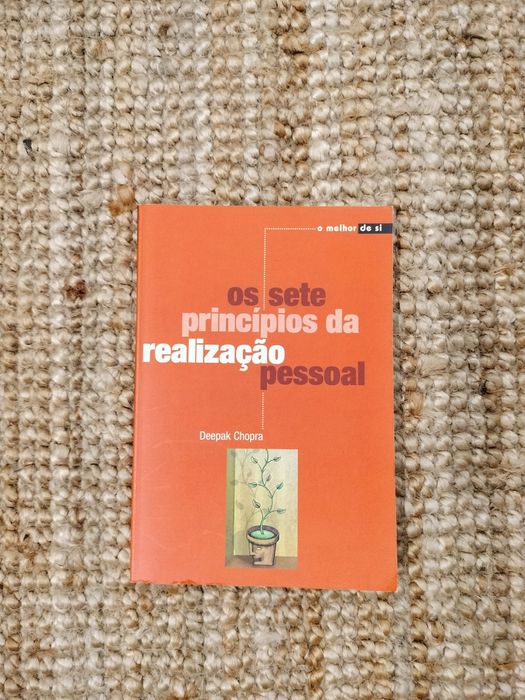 o melhor de si
os sete
princípios da
realização
pessoal
Deepak Chopra